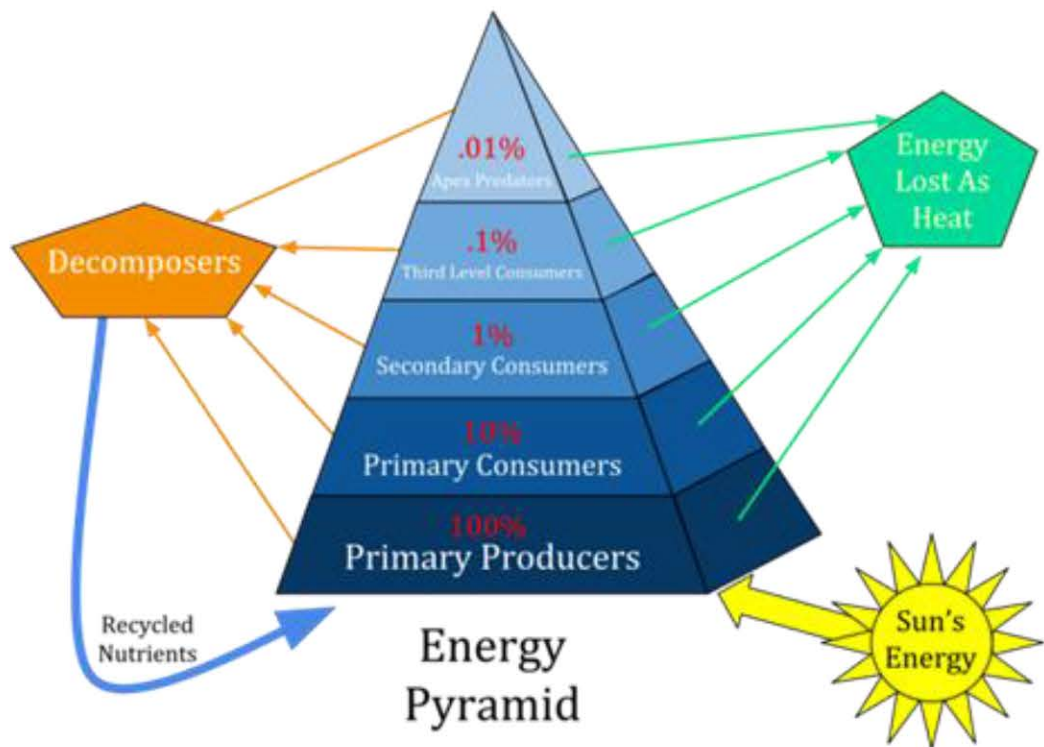 .01%
Apex Predators
.1%
Third Level Consumers
1%
Secondary Consumers
10%
Primary Consumers
100%
Primary Producers
Decomposers
Energy
Lost As
Heat
Recycled
Nutrients
Sun's
Energy
Energy
Pyramid